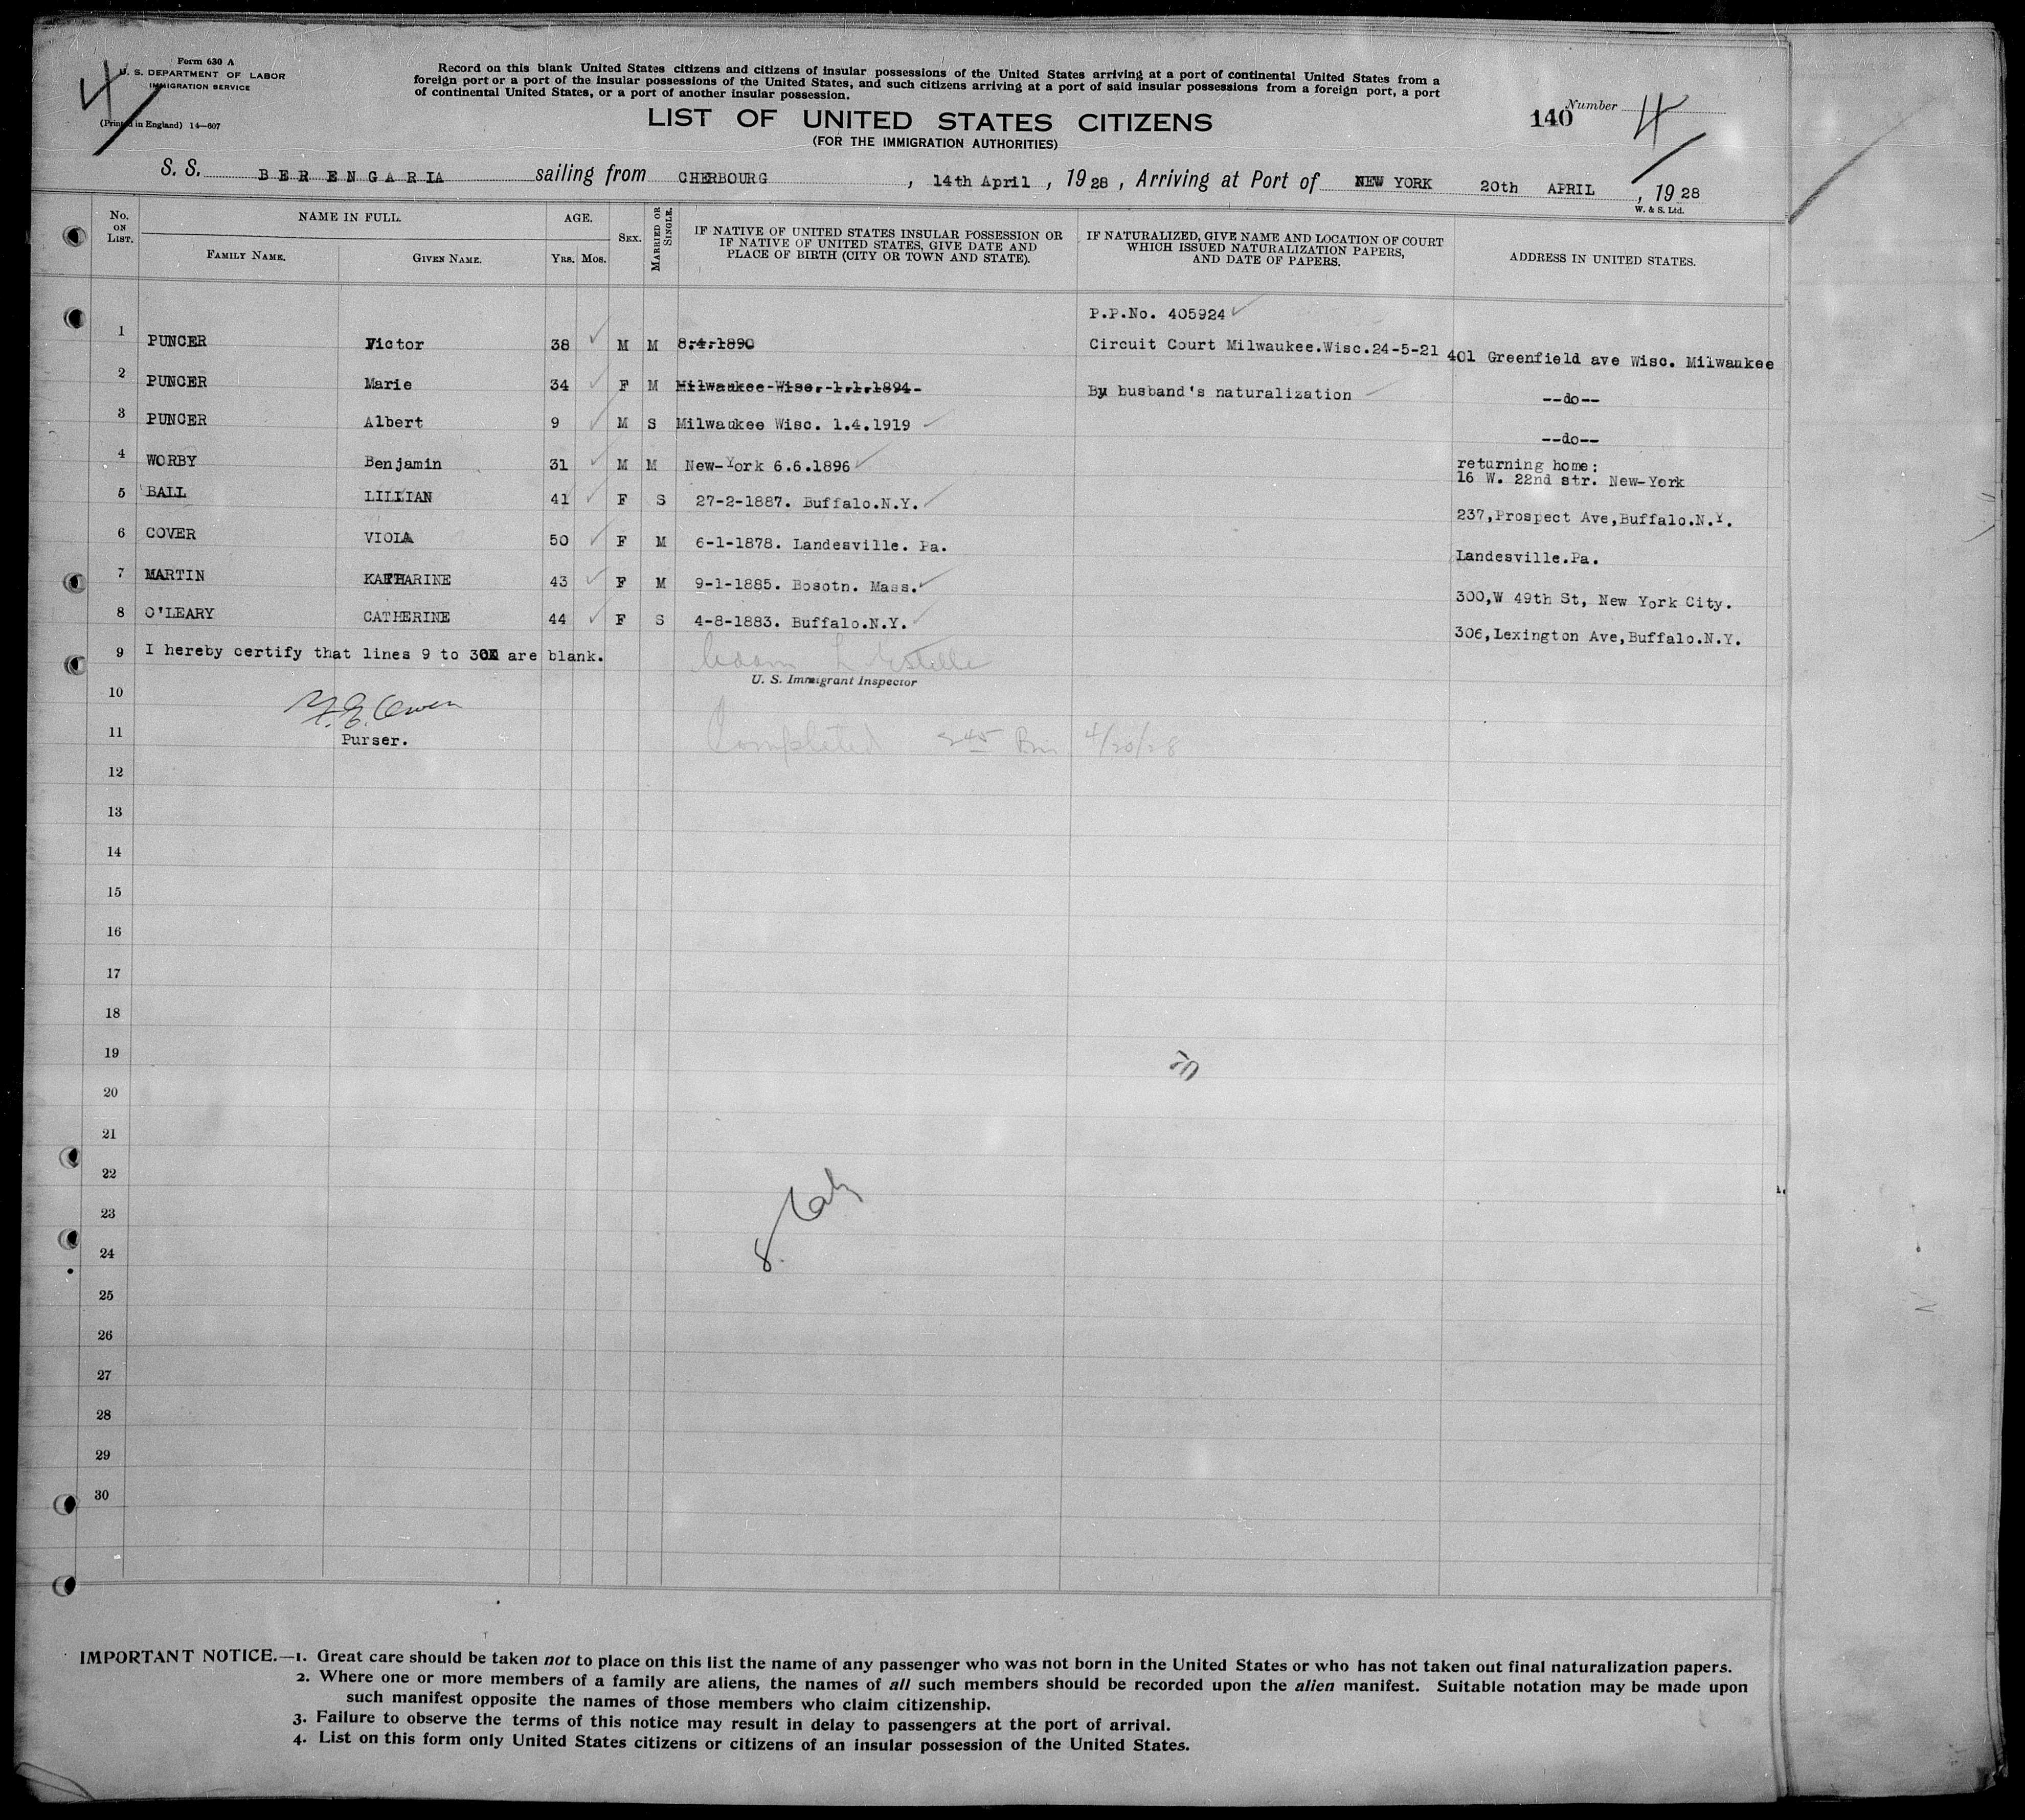 4
Form 630 A
U. S. DEPARTMENT OF LABOR
IMMIGRATION SERVICE
(Printed in England) 14—607
Record on this blank United States citizens and citizens of insular possessions of the United States arriving at a port of continental United States from a
foreign port or a port of the insular possessions of the United States, and such citizens arriving at a port of said insular possessions from a foreign port, a port
of continental United States, or a port of another insular possession.
LIST OF UNITED STATES CITIZENS
(FOR THE IMMIGRATION AUTHORITIES)
140 Number 4
S. S. BERENGARIA sailing from CHERBOURG, 14th April, 1928, Arriving at Port of NEW YORK 20th APRIL, 1928
W. & S. Ltd.
No. ON LIST. NAME IN FULL. FAMILY NAME. GIVEN NAME. AGE. YRS. MOS. SEX. MARRIED OR SINGLE. IF NATIVE OF UNITED STATES INSULAR POSSESSION OR IF NATIVE OF UNITED STATES, GIVE DATE AND PLACE OF BIRTH (CITY OR TOWN AND STATE). IF NATURALIZED, GIVE NAME AND LOCATION OF COURT WHICH ISSUED NATURALIZATION PAPERS, AND DATE OF PAPERS. ADDRESS IN UNITED STATES.
P.P.No. 405924
1 PUNCER Victor 38 M M 8.4.1890 Circuit Court Milwaukee.Wisc.24-5-21 401 Greenfield ave Wisc. Milwaukee
2 PUNCER Marie 34 F M Milwaukee-Wisc.-1.1.1894- By husband's naturalization --do--
3 PUNCER Albert 9 M S Milwaukee Wisc. 1.4.1919 --do--
4 WORBY Benjamin 31 M M New-York 6.6.1896 returning home:
16 W. 22nd str. New-York
5 BALL LILLIAN 41 F S 27-2-1887. Buffalo.N.Y. 237,Prospect Ave,Buffalo.N.Y.
6 COVER VIOLA 50 F M 6-1-1878. Landesville. Pa. Landesville.Pa.
7 MARTIN KATHARINE 43 F M 9-1-1885. Bosotn. Mass. 300,W 49th St, New York City.
8 O'LEARY CATHERINE 44 F S 4-8-1883. Buffalo.N.Y. 306,Lexington Ave,Buffalo.N.Y.
9 I hereby certify that lines 9 to 30 are blank.
U. S. Immigrant Inspector
10 Owen
11 Purser. Completed 245 Pm 4/20/28
12
13
14
15
16
17
18
19
20
21
22
23
24
25
26
27
28
29
30
IMPORTANT NOTICE.—1. Great care should be taken not to place on this list the name of any passenger who was not born in the United States or who has not taken out final naturalization papers.
2. Where one or more members of a family are aliens, the names of all such members should be recorded upon the alien manifest. Suitable notation may be made upon
such manifest opposite the names of those members who claim citizenship.
3. Failure to observe the terms of this notice may result in delay to passengers at the port of arrival.
4. List on this form only United States citizens or citizens of an insular possession of the United States.